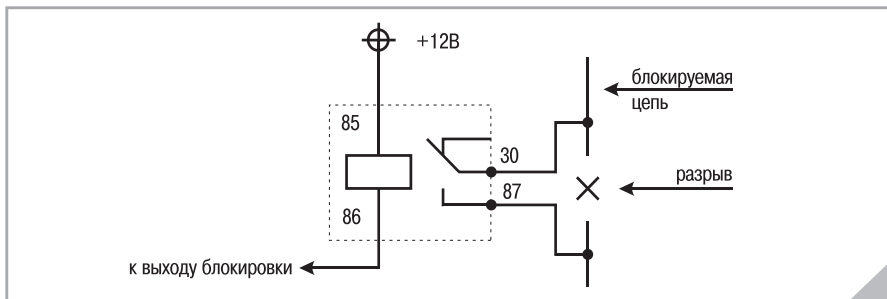 +12В
блокируемая
цепь
85
30
разрыв
87
86
к выходу блокировки